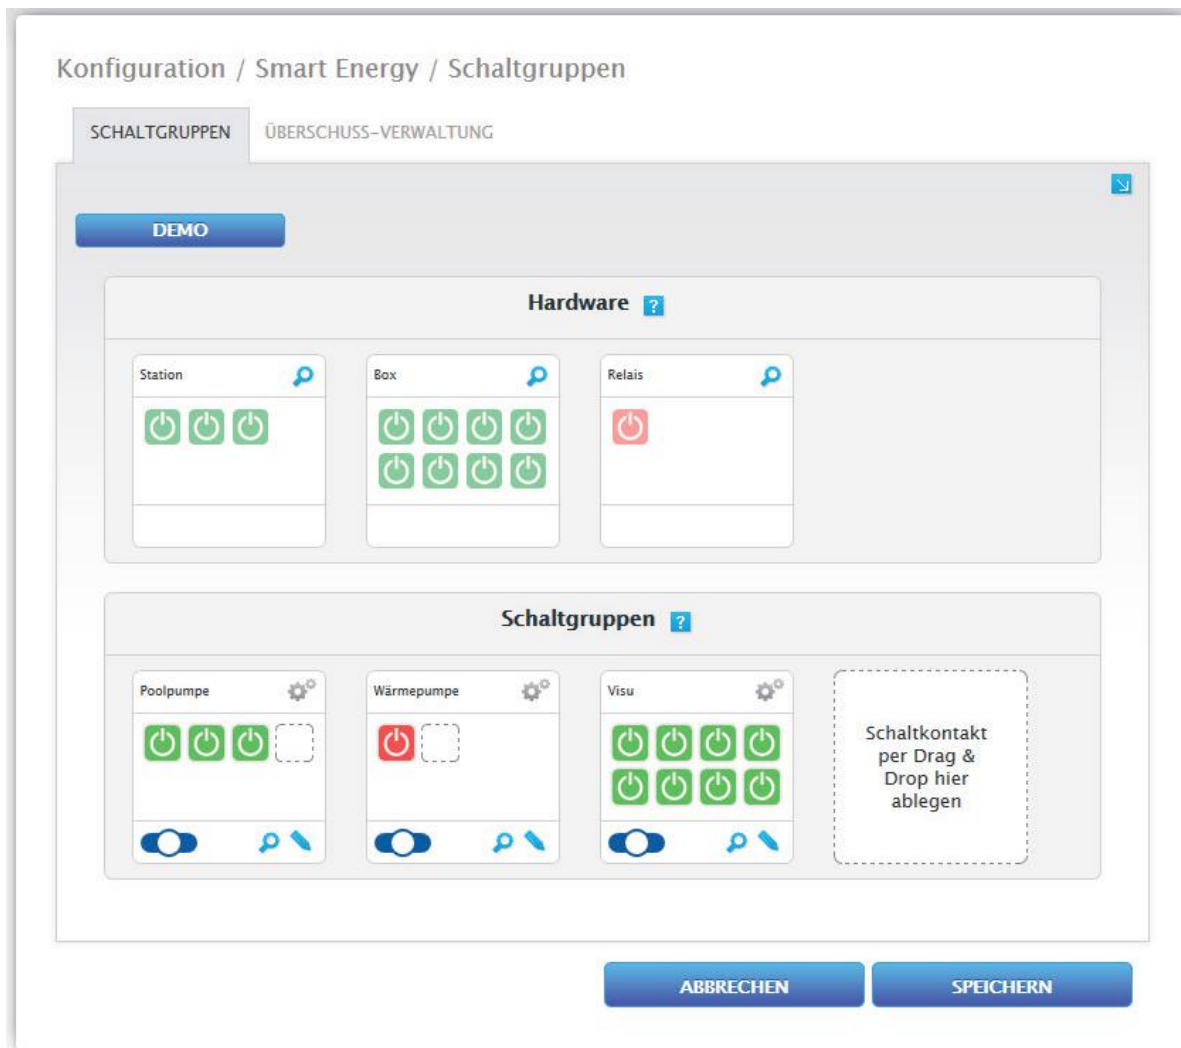 Konfiguration / Smart Energy / Schaltgruppen
SCHALTGRUPPEN ÜBERSCHUSS-VERWALTUNG
DEMO
Hardware ?
Station Box Relais
Schaltgruppen ?
Poolpumpe Wärmepumpe Visu
Schaltkontakt
per Drag &
Drop hier
ablegen
ABBRECHEN SPEICHERN